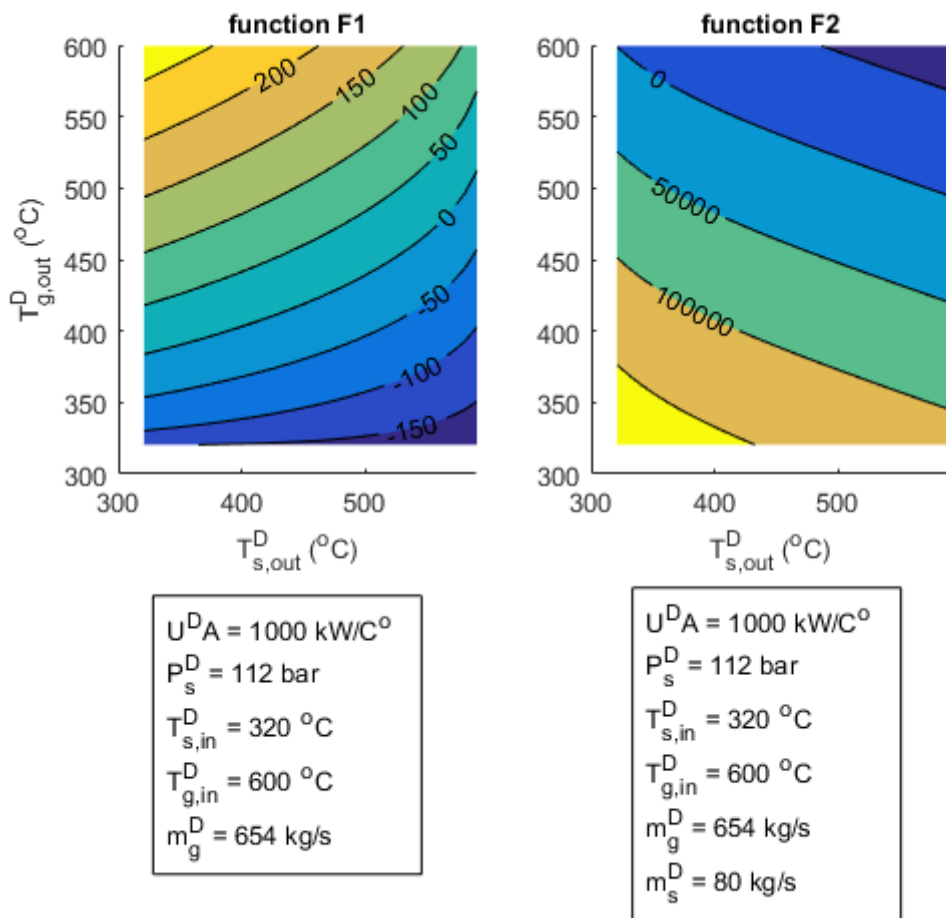 function F1
600
550
500
450
400
350
300
T^D_g,out (°C)
200
150
100
50
0
-50
-100
-150
300 400 500
T^D_s,out (°C)
U^D A = 1000 kW/C°
P^D_s = 112 bar
T^D_s,in = 320 °C
T^D_g,in = 600 °C
m^D_g = 654 kg/s
function F2
600
550
500
450
400
350
300
0
50000
100000
300 400 500
T^D_s,out (°C)
U^D A = 1000 kW/C°
P^D_s = 112 bar
T^D_s,in = 320 °C
T^D_g,in = 600 °C
m^D_g = 654 kg/s
m^D_s = 80 kg/s